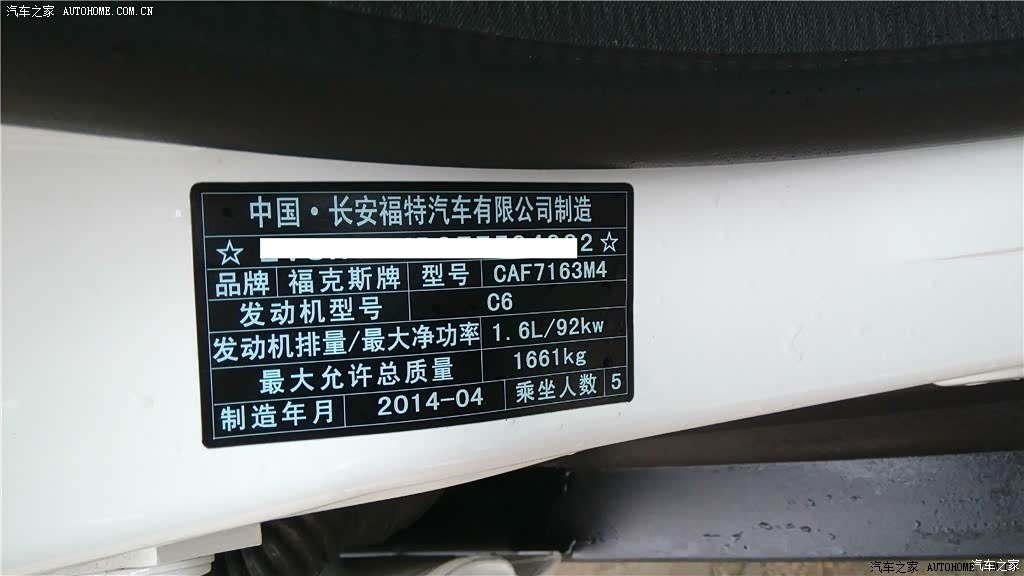 汽车之家 AUTOHOME.COM.CN
中国·长安福特汽车有限公司制造
☆ 2 ☆
品牌 福克斯牌 型号 CAF7163M4
发动机型号 C6
发动机排量/最大净功率 1.6L/92kw
最大允许总质量 1661kg
制造年月 2014-04 乘坐人数 5
汽车之家 AUTOHOME 汽车之家